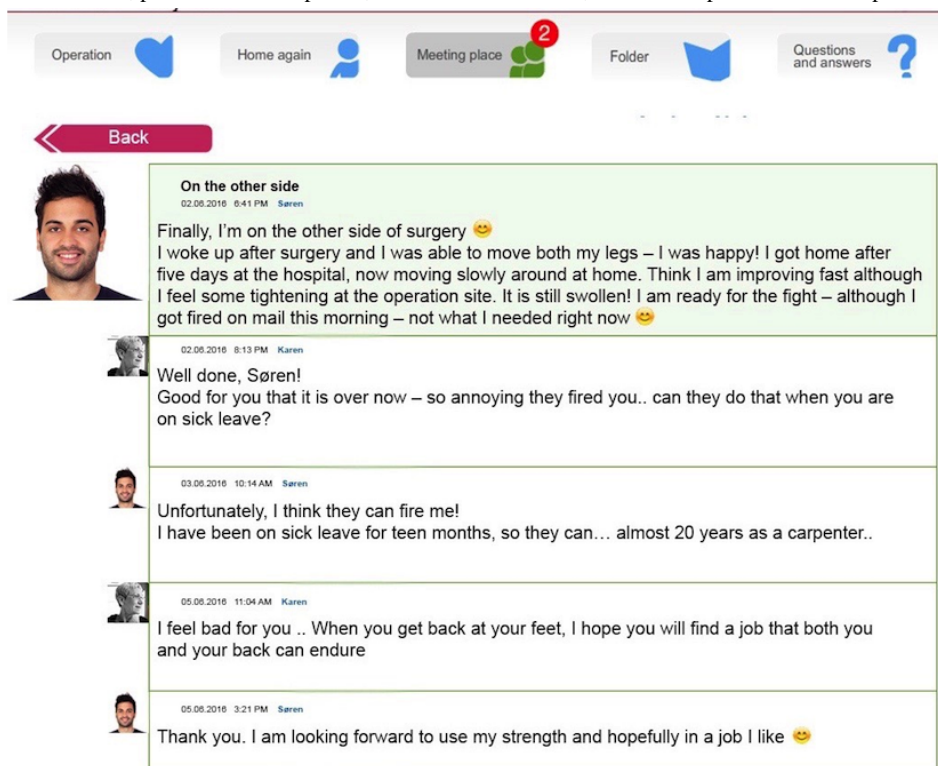 Operation
Home again
Meeting place
2
Folder
Questions
and answers
Back
On the other side
02.06.2016 6:41 PM Søren
Finally, I'm on the other side of surgery 😊
I woke up after surgery and I was able to move both my legs – I was happy! I got home after
five days at the hospital, now moving slowly around at home. Think I am improving fast although
I feel some tightening at the operation site. It is still swollen! I am ready for the fight – although I
got fired on mail this morning – not what I needed right now 😊
02.06.2016 8:13 PM Karen
Well done, Søren!
Good for you that it is over now – so annoying they fired you.. can they do that when you are
on sick leave?
03.06.2016 10:14 AM Søren
Unfortunately, I think they can fire me!
I have been on sick leave for teen months, so they can… almost 20 years as a carpenter..
05.06.2016 11:04 AM Karen
I feel bad for you .. When you get back at your feet, I hope you will find a job that both you
and your back can endure
05.06.2016 3:21 PM Søren
Thank you. I am looking forward to use my strength and hopefully in a job I like 😊